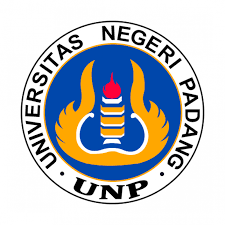 · UNIVERSITAS NEGERI PADANG ·
UNP